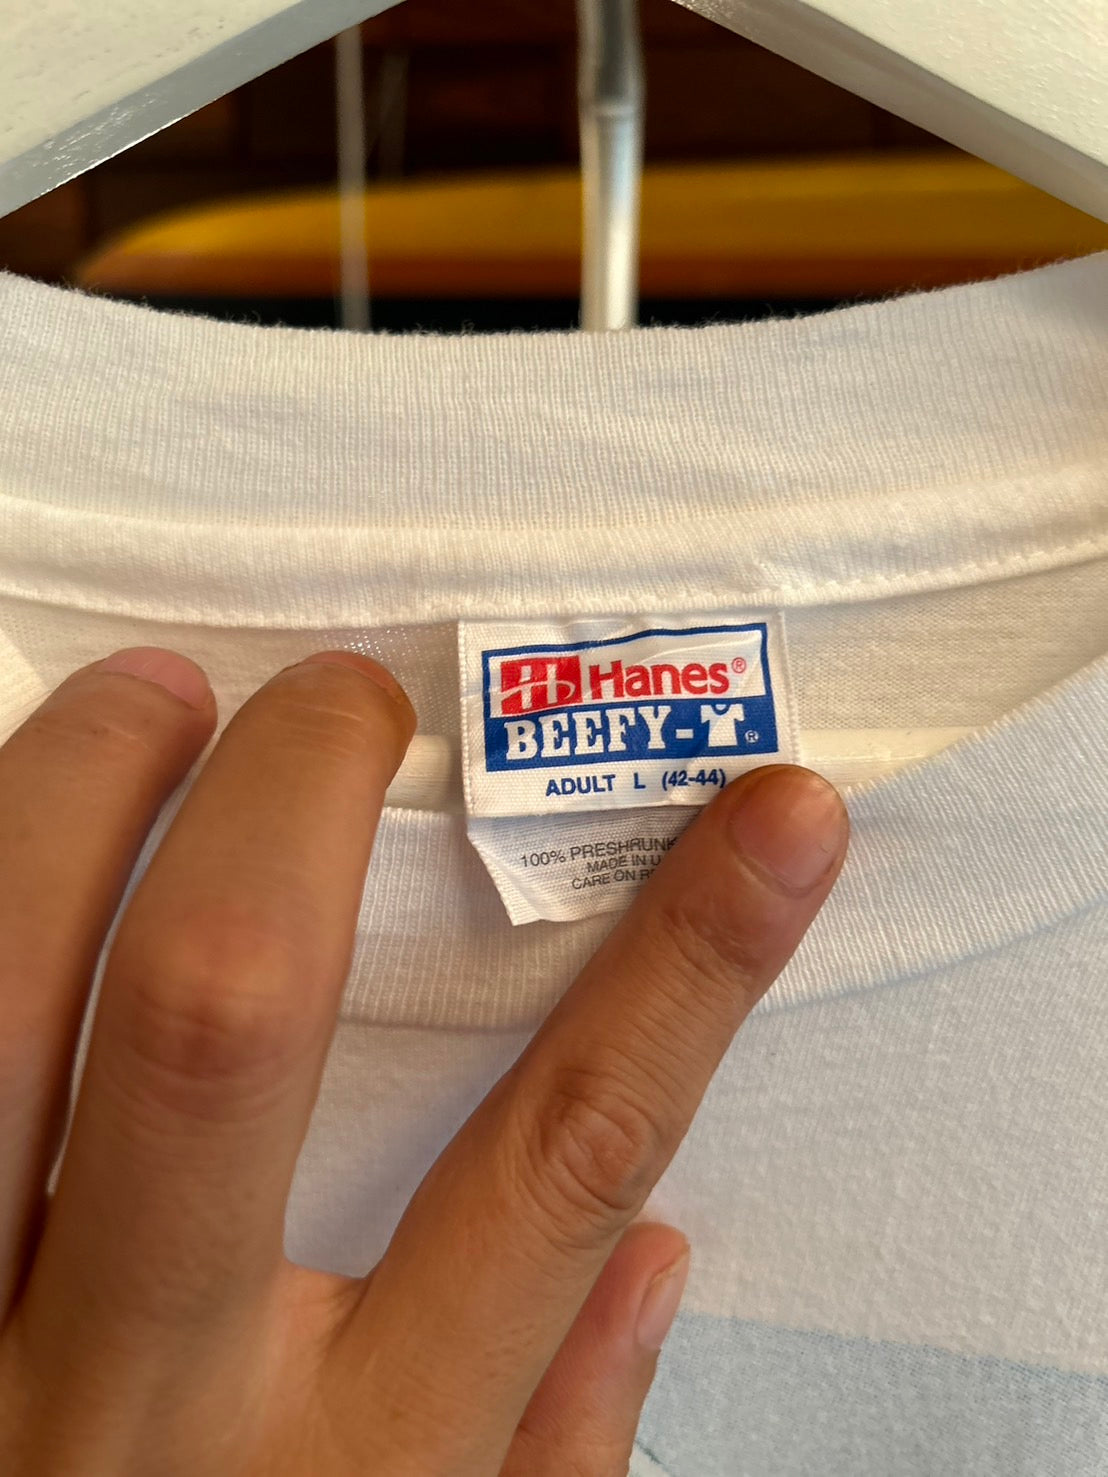 Hanes®
BEEFY-T®
ADULT L (42-44)
100% PRESHRUNK
MADE IN U
CARE ON